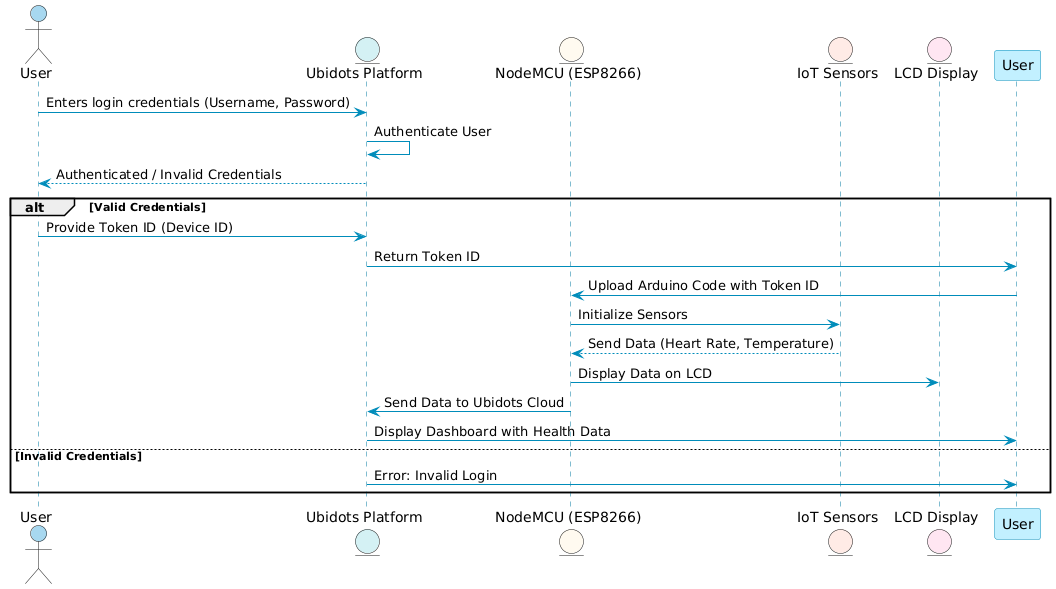 User
Ubidots Platform
NodeMCU (ESP8266)
IoT Sensors
LCD Display
User
Enters login credentials (Username, Password)
Authenticate User
Authenticated / Invalid Credentials
alt
[Valid Credentials]
Provide Token ID (Device ID)
Return Token ID
Upload Arduino Code with Token ID
Initialize Sensors
Send Data (Heart Rate, Temperature)
Display Data on LCD
Send Data to Ubidots Cloud
Display Dashboard with Health Data
[Invalid Credentials]
Error: Invalid Login
User
Ubidots Platform
NodeMCU (ESP8266)
IoT Sensors
LCD Display
User